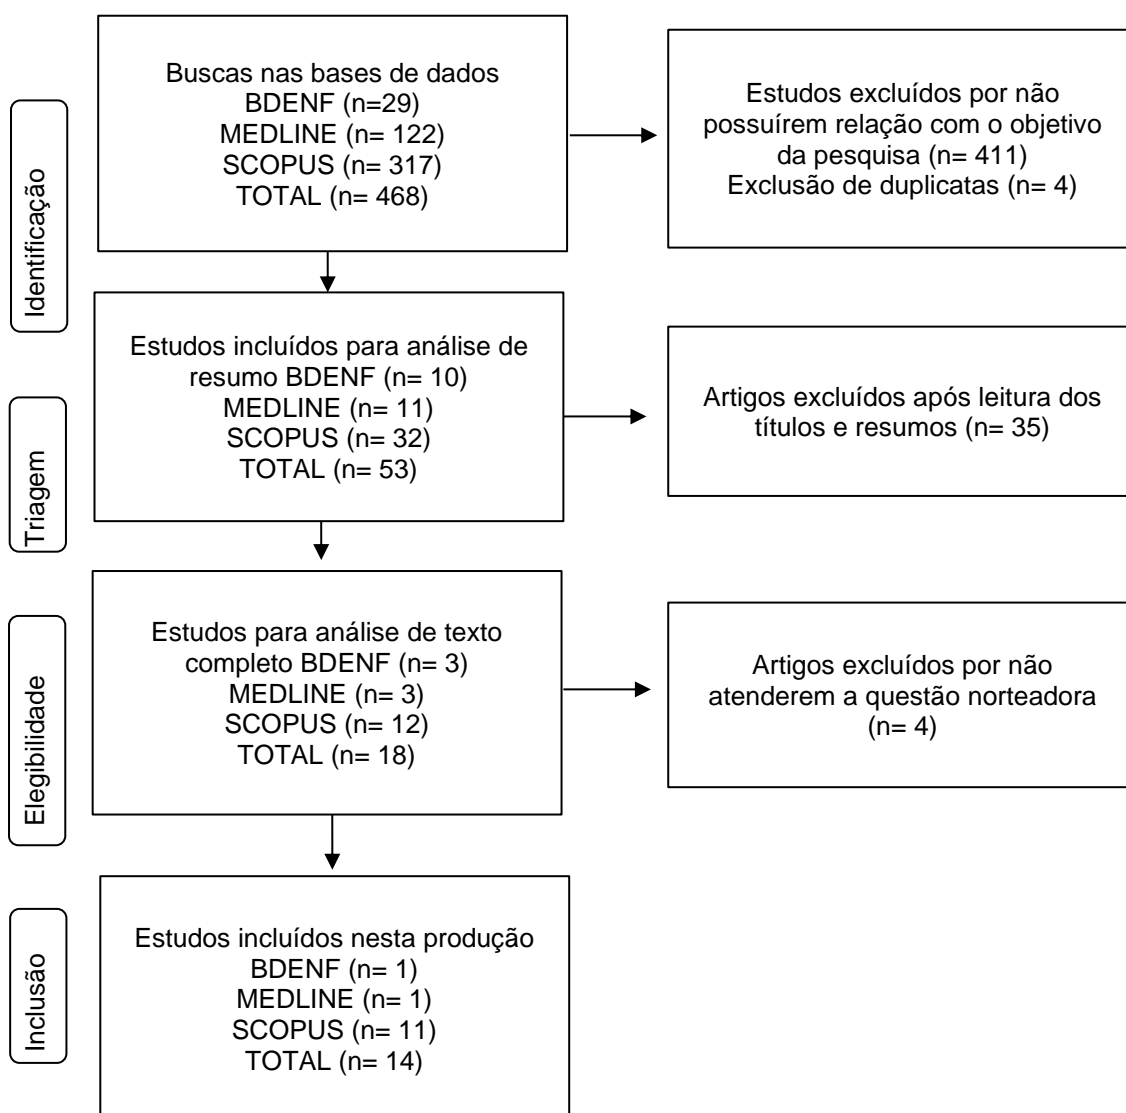 Identificação
Buscas nas bases de dados
BDENF (n=29)
MEDLINE (n= 122)
SCOPUS (n= 317)
TOTAL (n= 468)
Estudos excluídos por não
possuírem relação com o objetivo
da pesquisa (n= 411)
Exclusão de duplicatas (n= 4)
Triagem
Estudos incluídos para análise de
resumo BDENF (n= 10)
MEDLINE (n= 11)
SCOPUS (n= 32)
TOTAL (n= 53)
Artigos excluídos após leitura dos
títulos e resumos (n= 35)
Elegibilidade
Estudos para análise de texto
completo BDENF (n= 3)
MEDLINE (n= 3)
SCOPUS (n= 12)
TOTAL (n= 18)
Artigos excluídos por não
atenderem a questão norteadora
(n= 4)
Inclusão
Estudos incluídos nesta produção
BDENF (n= 1)
MEDLINE (n= 1)
SCOPUS (n= 11)
TOTAL (n= 14)